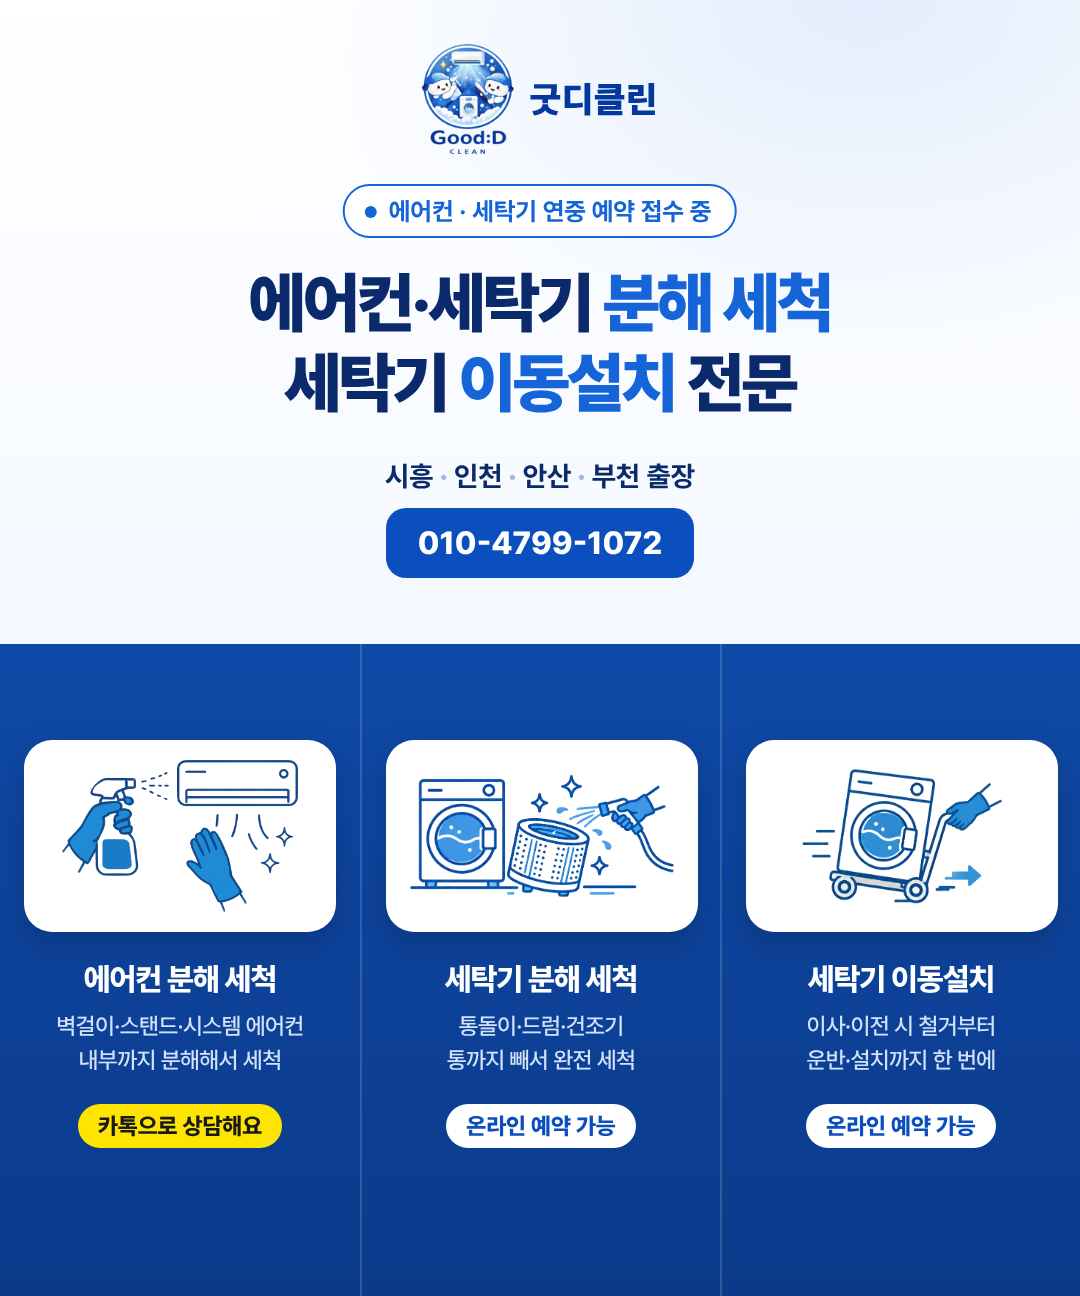 Good:D
CLEAN
굿디클린
에어컨 · 세탁기 연중 예약 접수 중
에어컨·세탁기 분해 세척
세탁기 이동설치 전문
시흥 · 인천 · 안산 · 부천 출장
010-4799-1072
에어컨 분해 세척
벽걸이·스탠드·시스템 에어컨
내부까지 분해해서 세척
카톡으로 상담해요
세탁기 분해 세척
통돌이·드럼·건조기
통까지 빼서 완전 세척
온라인 예약 가능
세탁기 이동설치
이사·이전 시 철거부터
운반·설치까지 한 번에
온라인 예약 가능